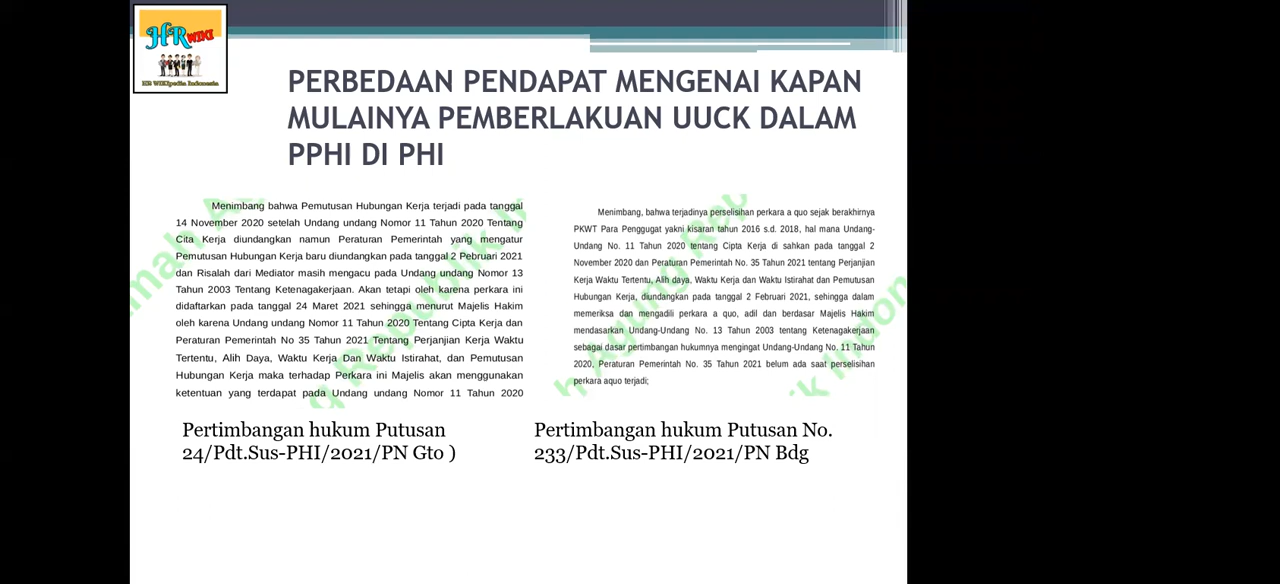 HR WIKI
HR WIKIpedia Indonesia
PERBEDAAN PENDAPAT MENGENAI KAPAN
MULAINYA PEMBERLAKUAN UUCK DALAM
PPHI DI PHI
Menimbang bahwa Pemutusan Hubungan Kerja terjadi pada tanggal
14 November 2020 setelah Undang undang Nomor 11 Tahun 2020 Tentang
Cita Kerja diundangkan namun Peraturan Pemerintah yang mengatur
Pemutusan Hubungan Kerja baru diundangkan pada tanggal 2 Pebruari 2021
dan Risalah dari Mediator masih mengacu pada Undang undang Nomor 13
Tahun 2003 Tentang Ketenagakerjaan. Akan tetapi oleh karena perkara ini
didaftarkan pada tanggal 24 Maret 2021 sehingga menurut Majelis Hakim
oleh karena Undang undang Nomor 11 Tahun 2020 Tentang Cipta Kerja dan
Peraturan Pemerintah No 35 Tahun 2021 Tentang Perjanjian Kerja Waktu
Tertentu, Alih Daya, Waktu Kerja Dan Waktu Istirahat, dan Pemutusan
Hubungan Kerja maka terhadap Perkara ini Majelis akan menggunakan
ketentuan yang terdapat pada Undang undang Nomor 11 Tahun 2020
Pertimbangan hukum Putusan
24/Pdt.Sus-PHI/2021/PN Gto )
Menimbang, bahwa terjadinya perselisihan perkara a quo sejak berakhirnya
PKWT Para Penggugat yakni kisaran tahun 2016 s.d. 2018, hal mana Undang-
Undang No. 11 Tahun 2020 tentang Cipta Kerja di sahkan pada tanggal 2
November 2020 dan Peraturan Pemerintah No. 35 Tahun 2021 tentang Perjanjian
Kerja Waktu Tertentu, Alih daya, Waktu Kerja dan Waktu Istirahat dan Pemutusan
Hubungan Kerja, diundangkan pada tanggal 2 Februari 2021, sehingga dalam
memeriksa dan mengadili perkara a quo, adil dan berdasar Majelis Hakim
mendasarkan Undang-Undang No. 13 Tahun 2003 tentang Ketenagakerjaan
sebagai dasar pertimbangan hukumnya mengingat Undang-Undang No. 11 Tahun
2020, Peraturan Pemerintah No. 35 Tahun 2021 belum ada saat perselisihan
perkara aquo terjadi;
Pertimbangan hukum Putusan No.
233/Pdt.Sus-PHI/2021/PN Bdg